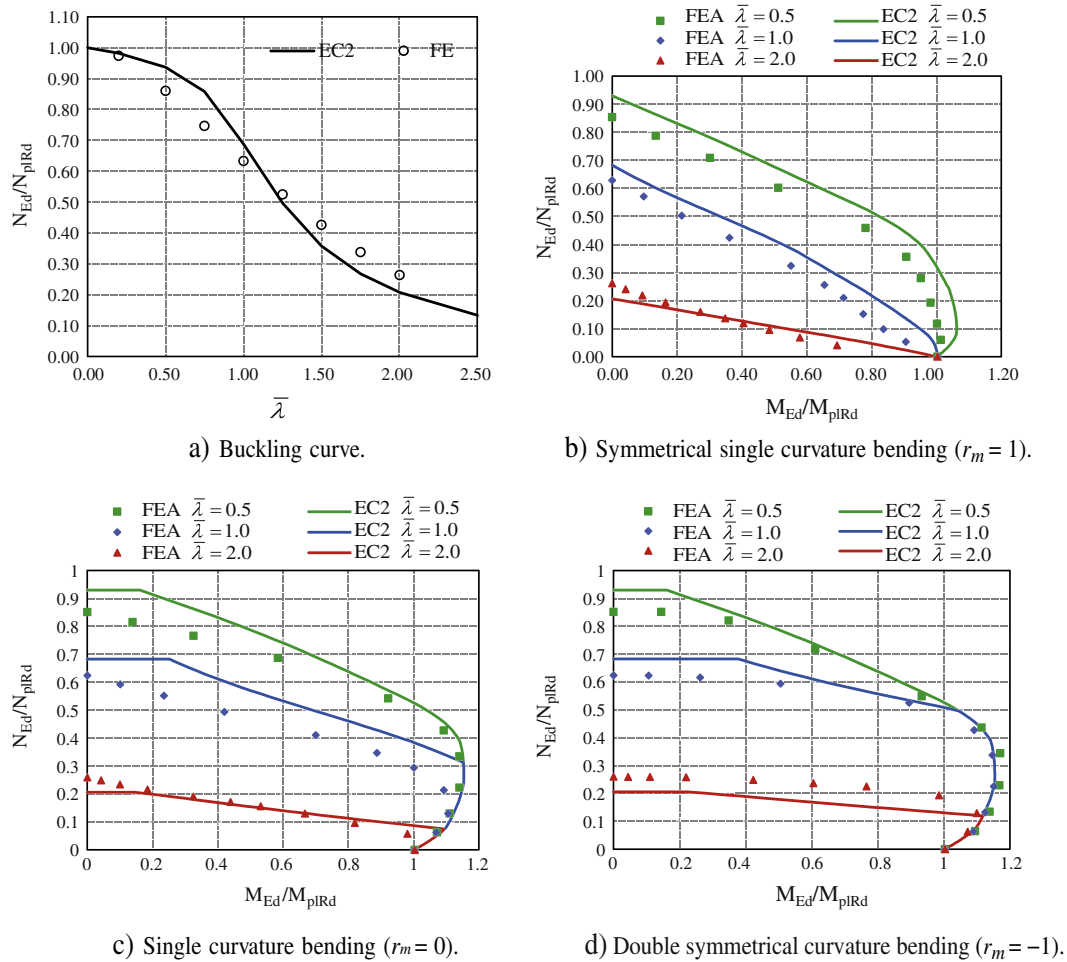 1.10
1.00
0.90
0.80
0.70
0.60
0.50
0.40
0.30
0.20
0.10
0.00
N_Ed/N_plRd
EC2 FE
0.00 0.50 1.00 1.50 2.00 2.50
λ̅
a) Buckling curve.
FEA λ̅ = 0.5 EC2 λ̅ = 0.5
FEA λ̅ = 1.0 EC2 λ̅ = 1.0
FEA λ̅ = 2.0 EC2 λ̅ = 2.0
1.00
0.90
0.80
0.70
0.60
0.50
0.40
0.30
0.20
0.10
0.00
N_Ed/N_plRd
0.00 0.20 0.40 0.60 0.80 1.00 1.20
M_Ed/M_plRd
b) Symmetrical single curvature bending (r_m = 1).
FEA λ̅ = 0.5 EC2 λ̅ = 0.5
FEA λ̅ = 1.0 EC2 λ̅ = 1.0
FEA λ̅ = 2.0 EC2 λ̅ = 2.0
1
0.9
0.8
0.7
0.6
0.5
0.4
0.3
0.2
0.1
0
N_Ed/N_plRd
0 0.2 0.4 0.6 0.8 1 1.2
M_Ed/M_plRd
c) Single curvature bending (r_m = 0).
FEA λ̅ = 0.5 EC2 λ̅ = 0.5
FEA λ̅ = 1.0 EC2 λ̅ = 1.0
FEA λ̅ = 2.0 EC2 λ̅ = 2.0
1
0.9
0.8
0.7
0.6
0.5
0.4
0.3
0.2
0.1
0
N_Ed/N_plRd
0 0.2 0.4 0.6 0.8 1 1.2
M_Ed/M_plRd
d) Double symmetrical curvature bending (r_m = −1).